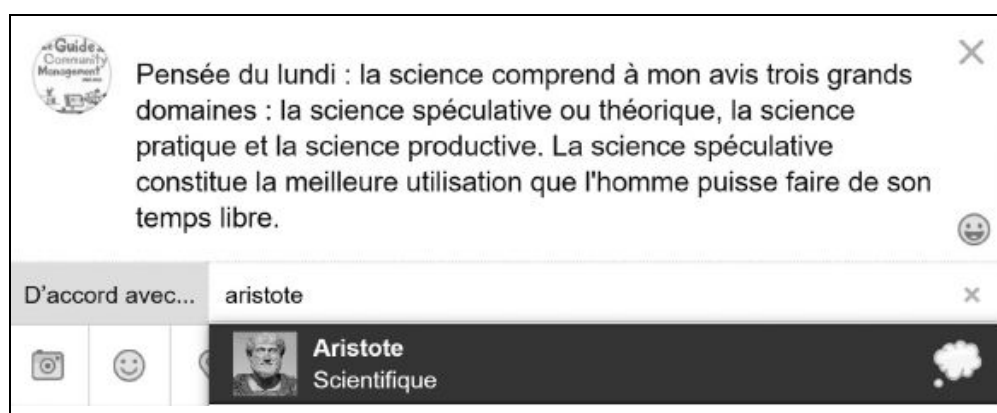 Guide
Community
Management
Pensée du lundi : la science comprend à mon avis trois grands
domaines : la science spéculative ou théorique, la science
pratique et la science productive. La science spéculative
constitue la meilleure utilisation que l'homme puisse faire de son
temps libre.
D'accord avec... aristote
Aristote
Scientifique